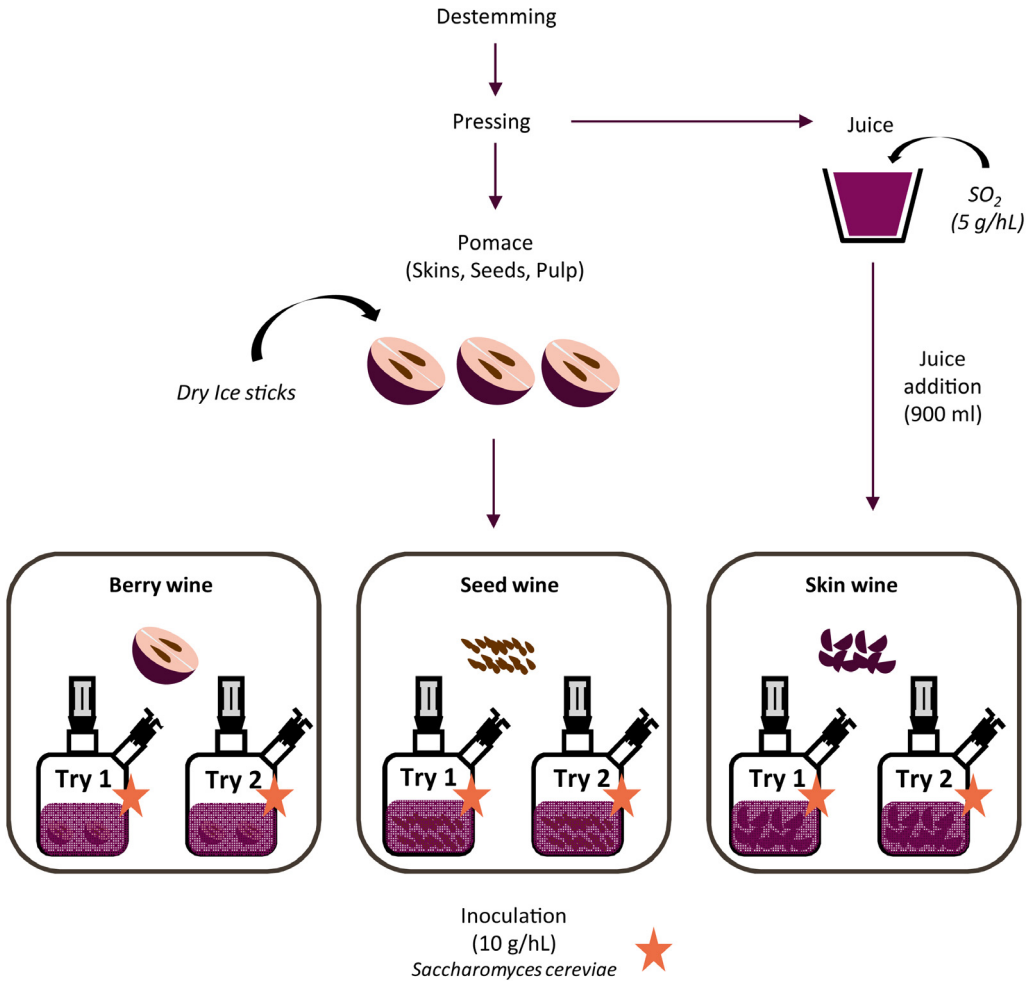 Destemming
Pressing
Juice
SO2
(5 g/hL)
Pomace
(Skins, Seeds, Pulp)
Dry Ice sticks
Juice
addition
(900 ml)
Berry wine
Seed wine
Skin wine
Try 1
Try 2
Try 1
Try 2
Try 1
Try 2
Inoculation
(10 g/hL)
Saccharomyces cereviae